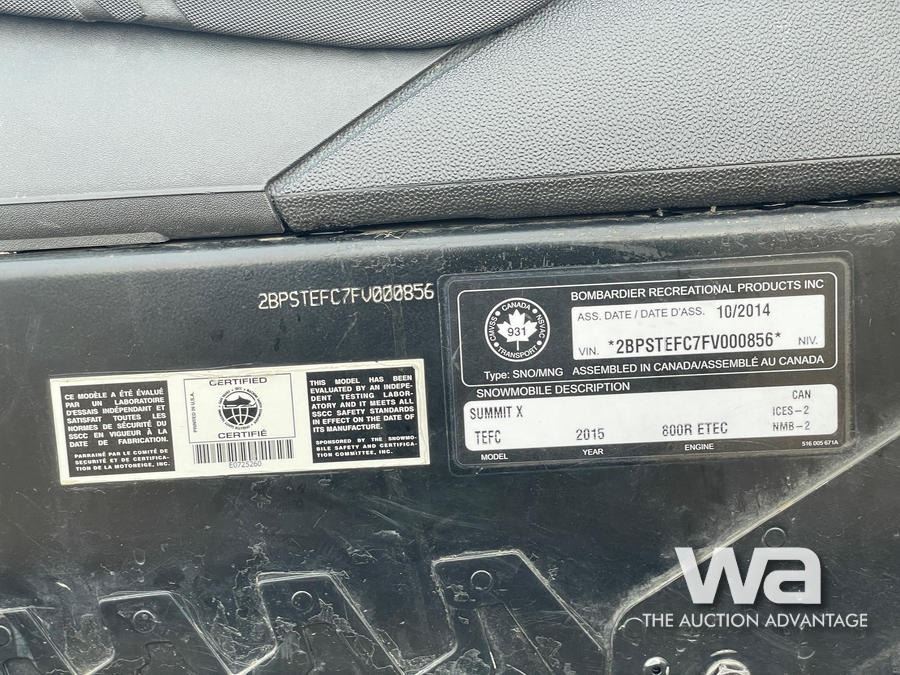 2BPSTEFC7FV000856
BOMBARDIER RECREATIONAL PRODUCTS INC
CANADA
CMVSS
NSVAC
931
TRANSPORT
ASS. DATE / DATE D'ASS. 10/2014
VIN. *2BPSTEFC7FV000856* NIV.
Type: SNO/MNG ASSEMBLED IN CANADA/ASSEMBLÉ AU CANADA
SNOWMOBILE DESCRIPTION
CAN
SUMMIT X ICES-2
TEFC 2015 800R ETEC NMB-2
MODEL YEAR ENGINE 516 005 671A
CE MODÈLE A ÉTÉ ÉVALUÉ
PAR UN LABORATOIRE
D'ESSAIS INDÉPENDANT ET
SATISFAIT TOUTES LES
NORMES DE SÉCURITÉ DU
SSCC EN VIGUEUR À LA
DATE DE FABRICATION.
PARRAINÉ PAR LE COMITÉ DE
SÉCURITÉ ET DE CERTIFICA-
TION DE LA MOTONEIGE, INC.
PRINTED IN U.S.A.
CERTIFIED
CERTIFIÉ
E0725260
THIS MODEL HAS BEEN
EVALUATED BY AN INDEPEN-
DENT TESTING LABOR-
ATORY AND IT MEETS ALL
SSCC SAFETY STANDARDS
IN EFFECT ON THE DATE OF
ITS MANUFACTURE.
SPONSORED BY THE SNOWMO-
BILE SAFETY AND CERTIFICA-
TION COMMITTEE, INC.
wa
THE AUCTION ADVANTAGE